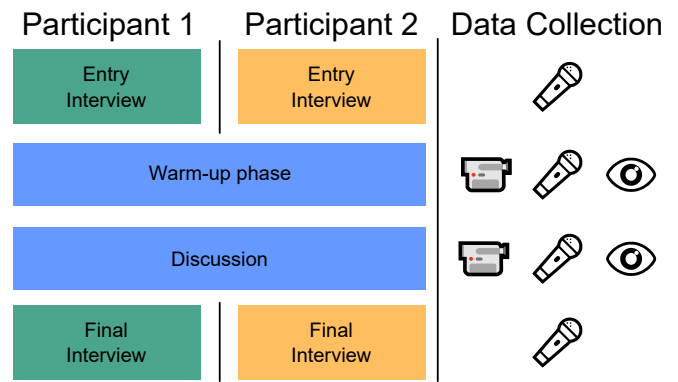 Participant 1 Participant 2 Data Collection
Entry
Interview
Entry
Interview
Warm-up phase
Discussion
Final
Interview
Final
Interview